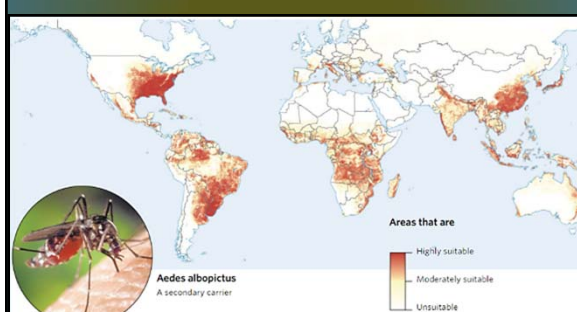 Areas that are
Highly suitable
Moderately suitable
Unsuitable
Aedes albopictus
A secondary carrier